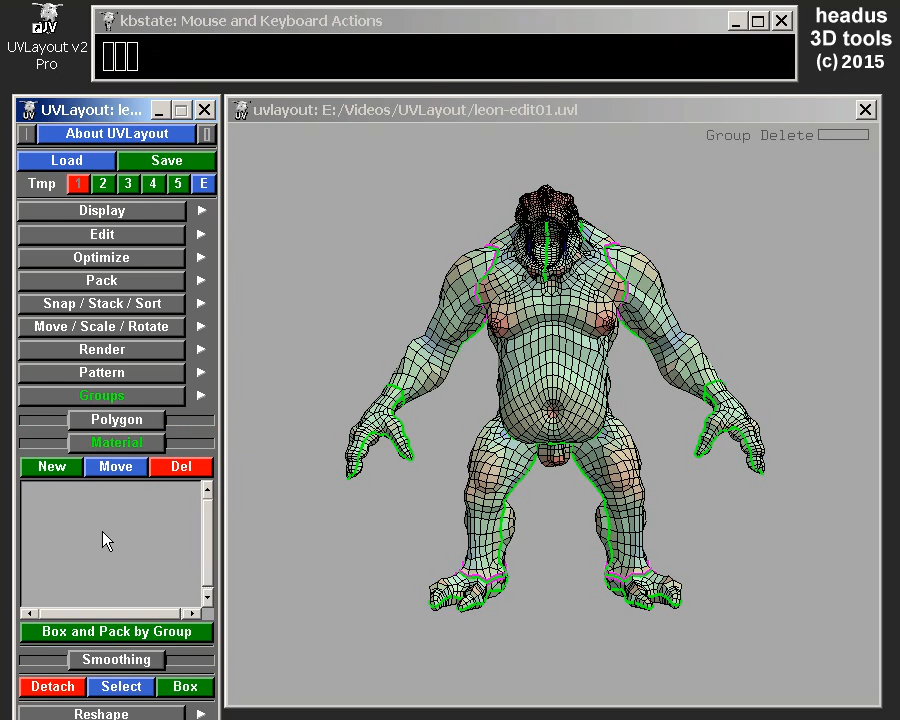 UVLayout v2
Pro
kbstate: Mouse and Keyboard Actions
headus
3D tools
(c) 2015
UVLayout: le...
About UVLayout
Load
Save
Tmp 1 2 3 4 5 E
Display
Edit
Optimize
Pack
Snap / Stack / Sort
Move / Scale / Rotate
Render
Pattern
Groups
Polygon
Material
New Move Del
Box and Pack by Group
Smoothing
Detach Select Box
Reshape
uvlayout: E:/Videos/UVLayout/leon-edit01.uvl
Group Delete